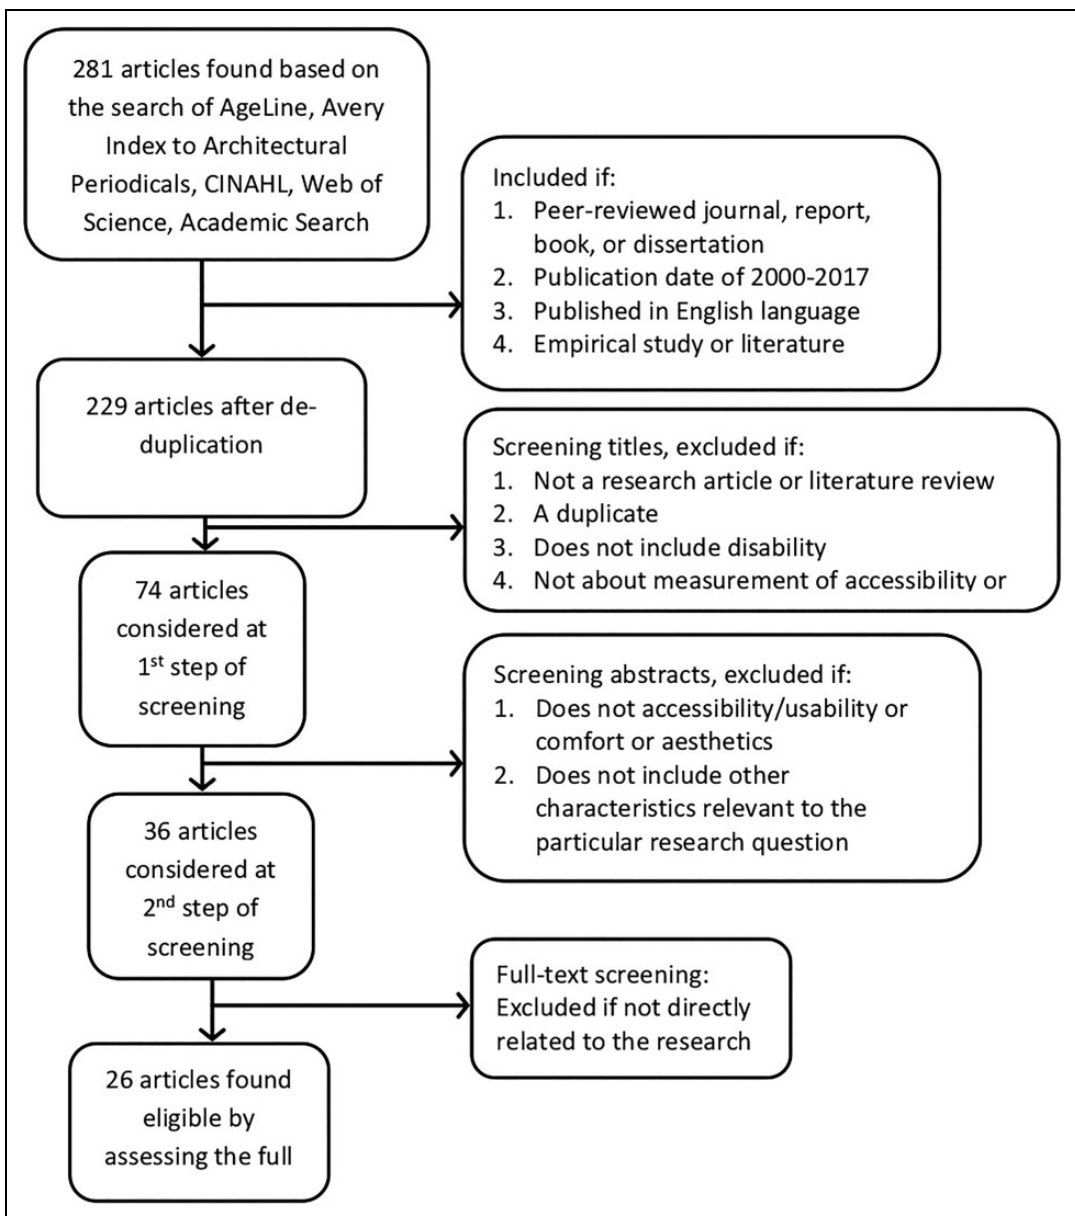 281 articles found based on
the search of AgeLine, Avery
Index to Architectural
Periodicals, CINAHL, Web of
Science, Academic Search
Included if:
1. Peer-reviewed journal, report,
book, or dissertation
2. Publication date of 2000-2017
3. Published in English language
4. Empirical study or literature
229 articles after de-
duplication
Screening titles, excluded if:
1. Not a research article or literature review
2. A duplicate
3. Does not include disability
4. Not about measurement of accessibility or
74 articles
considered at
1st step of
screening
Screening abstracts, excluded if:
1. Does not accessibility/usability or
comfort or aesthetics
2. Does not include other
characteristics relevant to the
particular research question
36 articles
considered at
2nd step of
screening
Full-text screening:
Excluded if not directly
related to the research
26 articles found
eligible by
assessing the full